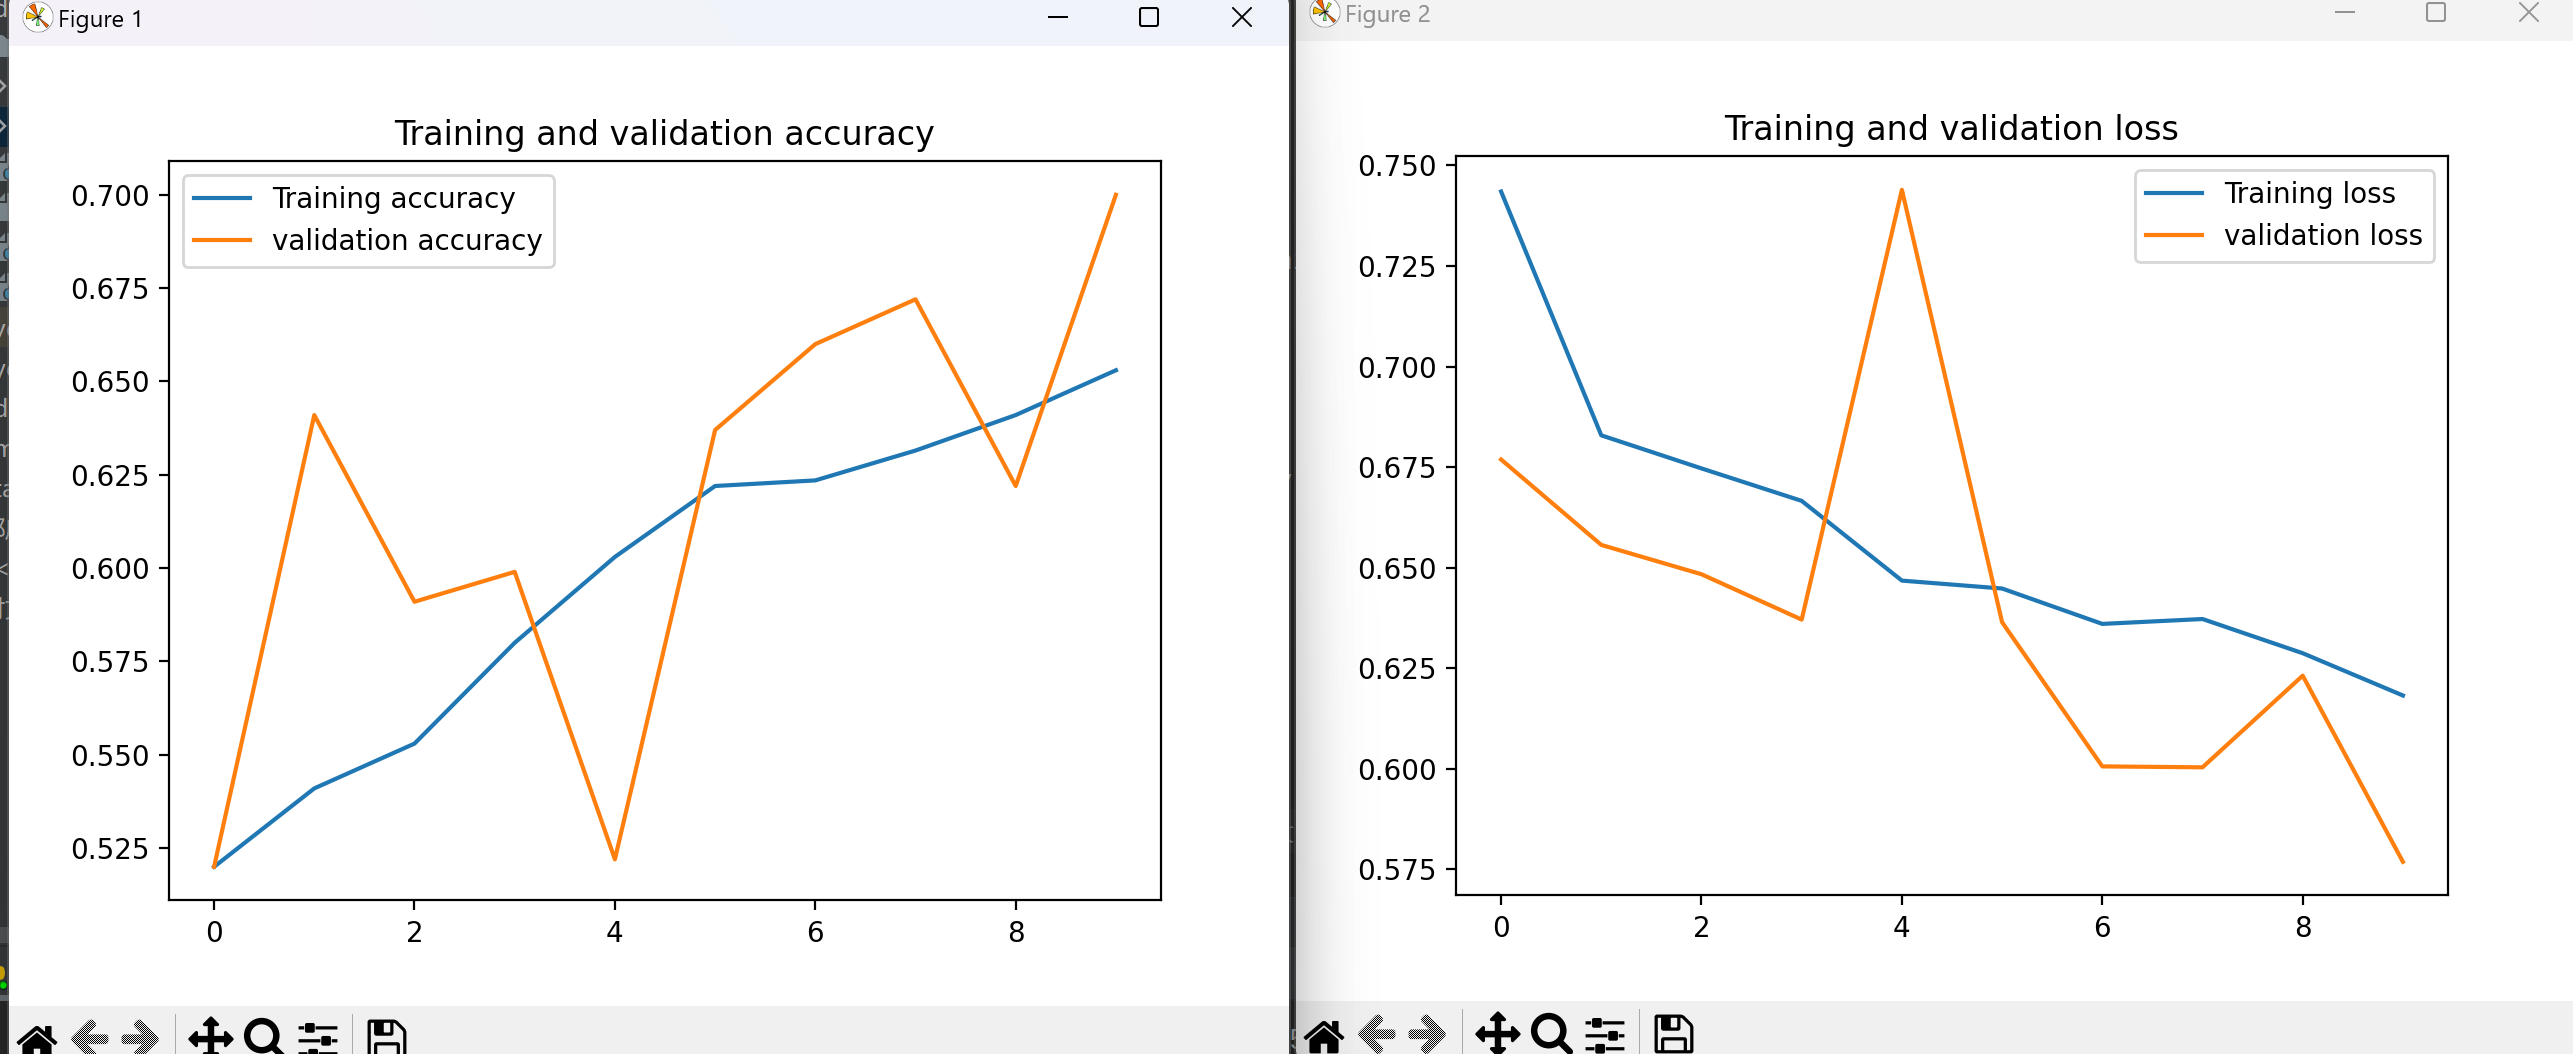 Figure 1
Training and validation accuracy
Training accuracy
validation accuracy
0.700
0.675
0.650
0.625
0.600
0.575
0.550
0.525
0 2 4 6 8
Figure 2
Training and validation loss
Training loss
validation loss
0.750
0.725
0.700
0.675
0.650
0.625
0.600
0.575
0 2 4 6 8